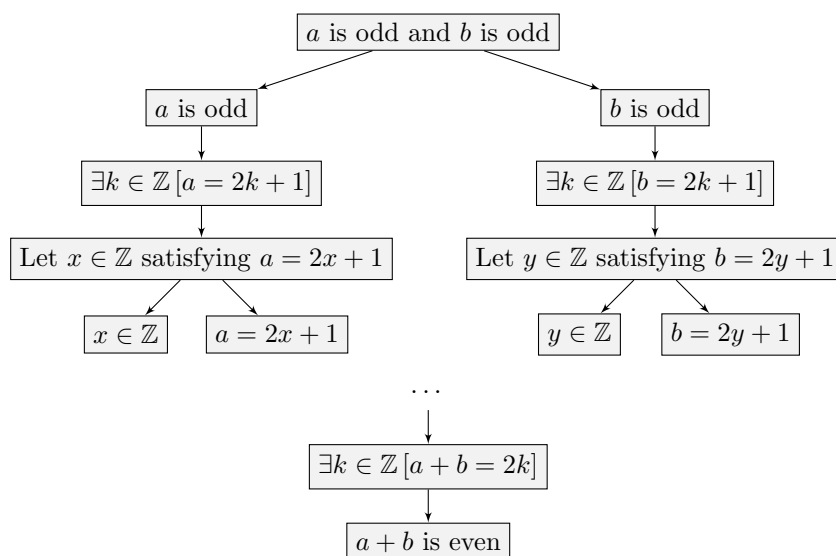 a is odd and b is odd
a is odd
b is odd
∃k ∈ ℤ [a = 2k + 1]
∃k ∈ ℤ [b = 2k + 1]
Let x ∈ ℤ satisfying a = 2x + 1
Let y ∈ ℤ satisfying b = 2y + 1
x ∈ ℤ
a = 2x + 1
y ∈ ℤ
b = 2y + 1
...
∃k ∈ ℤ [a + b = 2k]
a + b is even